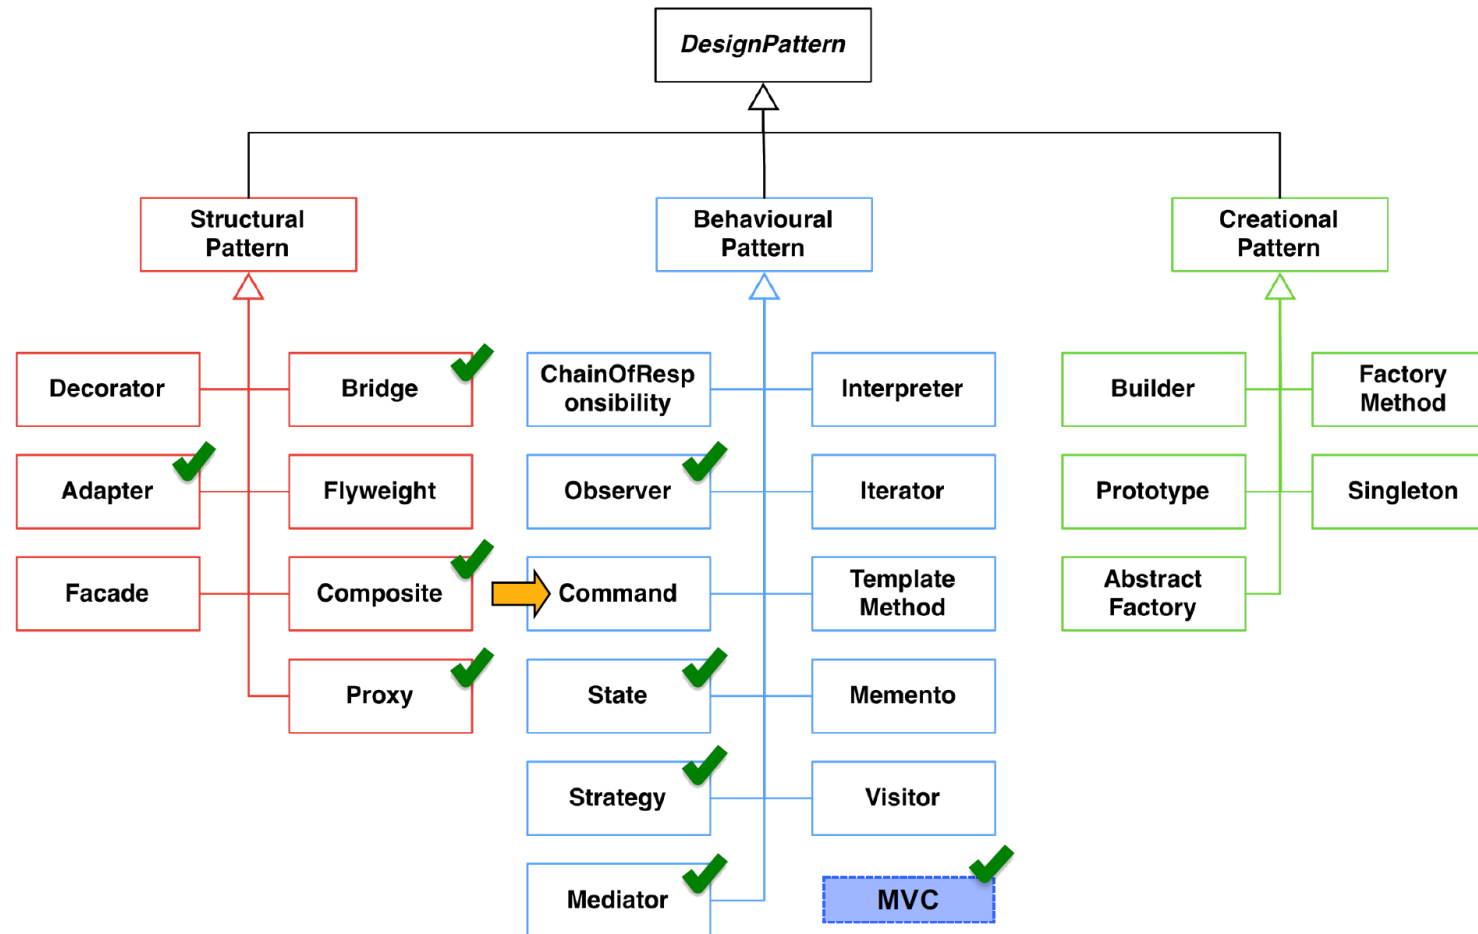 DesignPattern
Structural
Pattern
Behavioural
Pattern
Creational
Pattern
Decorator
Bridge
ChainOfResp
onsibility
Interpreter
Builder
Factory
Method
Adapter
Flyweight
Observer
Iterator
Prototype
Singleton
Facade
Composite
Command
Template
Method
Abstract
Factory
Proxy
State
Memento
Strategy
Visitor
Mediator
MVC